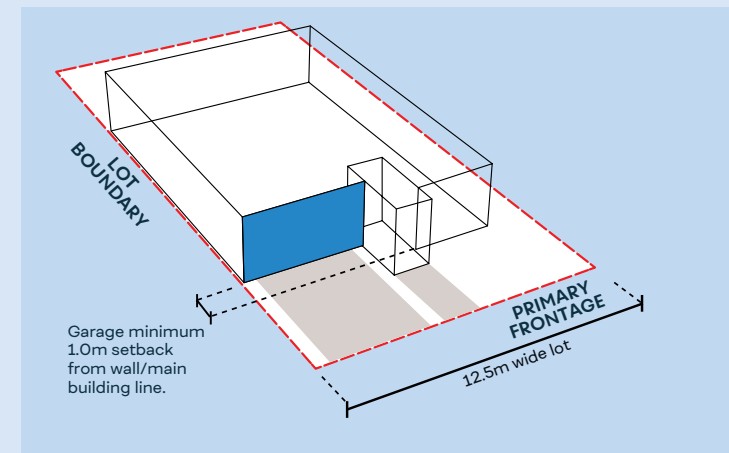 LOT
BOUNDARY
PRIMARY
FRONTAGE
Garage minimum
1.0m setback
from wall/main
building line.
12.5m wide lot